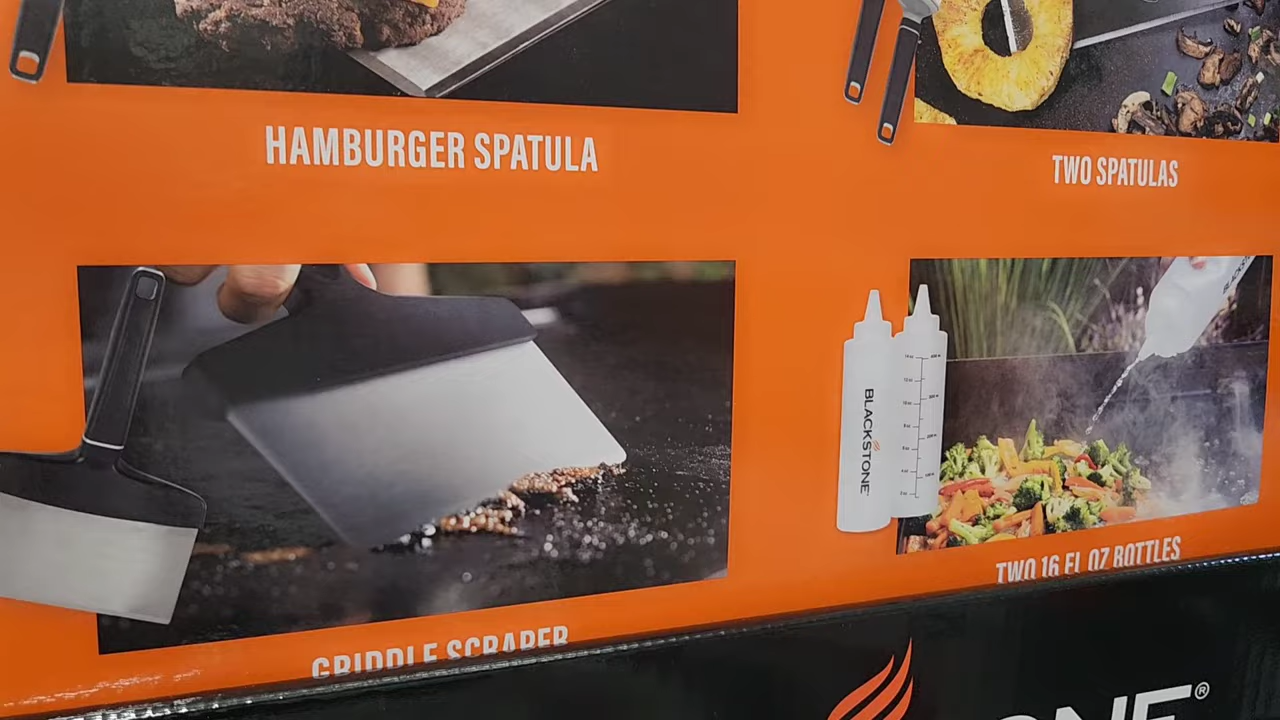 HAMBURGER SPATULA
TWO SPATULAS
BLACKSTONE
GRIDDLE SCRAPER
TWO 16 FL OZ BOTTLES